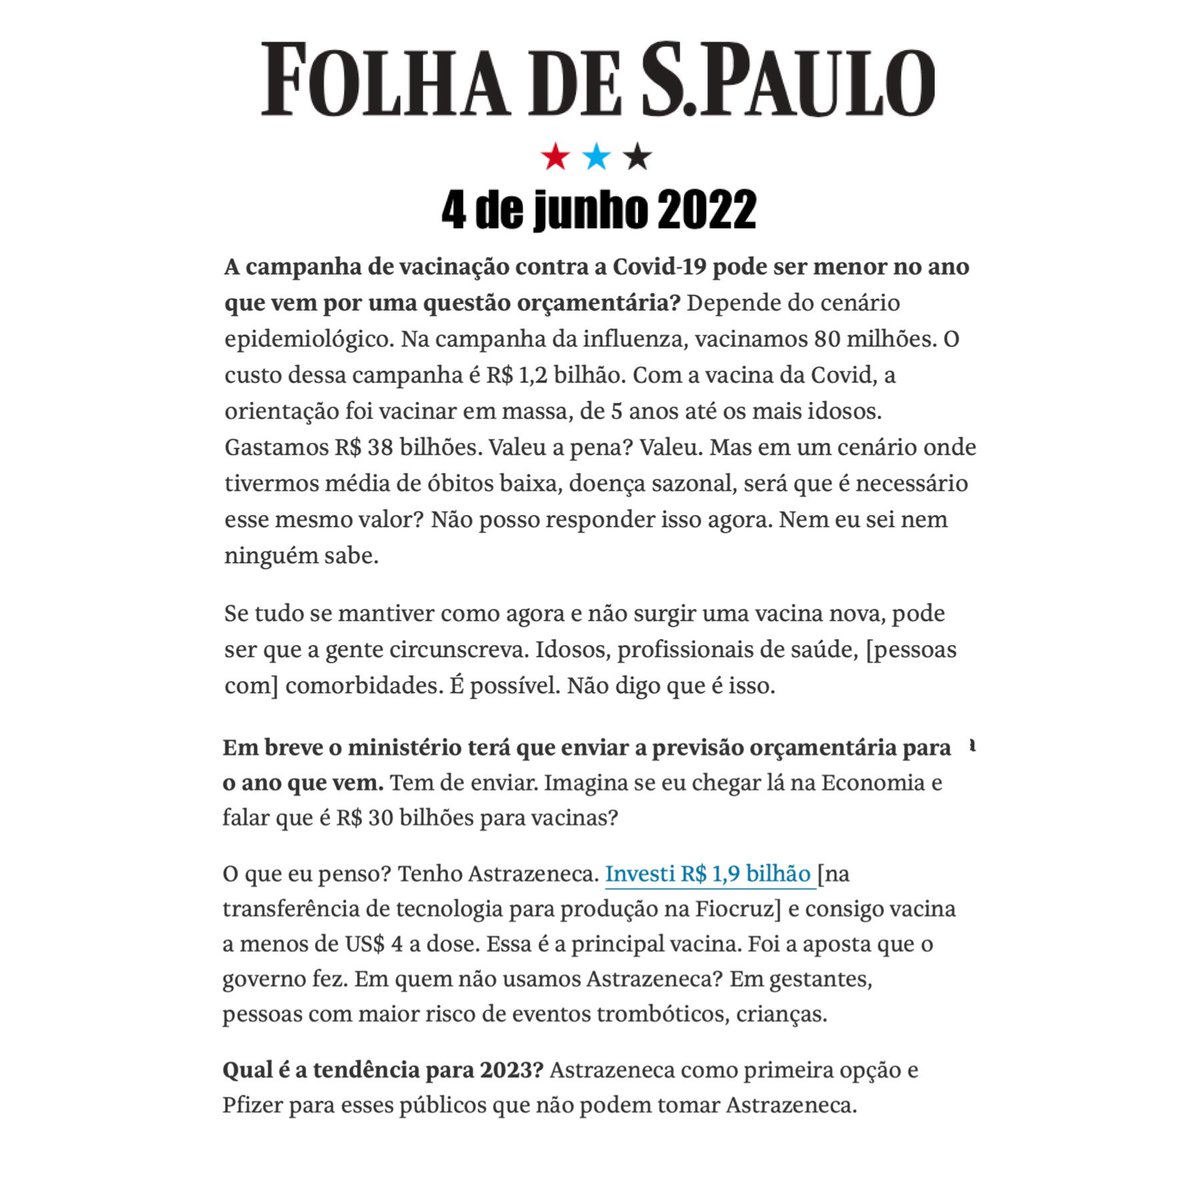 FOLHA DE S.PAULO
4 de junho 2022
A campanha de vacinação contra a Covid-19 pode ser menor no ano
que vem por uma questão orçamentária? Depende do cenário
epidemiológico. Na campanha da influenza, vacinamos 80 milhões. O
custo dessa campanha é R$ 1,2 bilhão. Com a vacina da Covid, a
orientação foi vacinar em massa, de 5 anos até os mais idosos.
Gastamos R$ 38 bilhões. Valeu a pena? Valeu. Mas em um cenário onde
tivermos média de óbitos baixa, doença sazonal, será que é necessário
esse mesmo valor? Não posso responder isso agora. Nem eu sei nem
ninguém sabe.
Se tudo se mantiver como agora e não surgir uma vacina nova, pode
ser que a gente circunscreva. Idosos, profissionais de saúde, [pessoas
com] comorbidades. É possível. Não digo que é isso.
Em breve o ministério terá que enviar a previsão orçamentária para
o ano que vem. Tem de enviar. Imagina se eu chegar lá na Economia e
falar que é R$ 30 bilhões para vacinas?
O que eu penso? Tenho Astrazeneca. Investi R$ 1,9 bilhão [na
transferência de tecnologia para produção na Fiocruz] e consigo vacina
a menos de US$ 4 a dose. Essa é a principal vacina. Foi a aposta que o
governo fez. Em quem não usamos Astrazeneca? Em gestantes,
pessoas com maior risco de eventos trombóticos, crianças.
Qual é a tendência para 2023? Astrazeneca como primeira opção e
Pfizer para esses públicos que não podem tomar Astrazeneca.